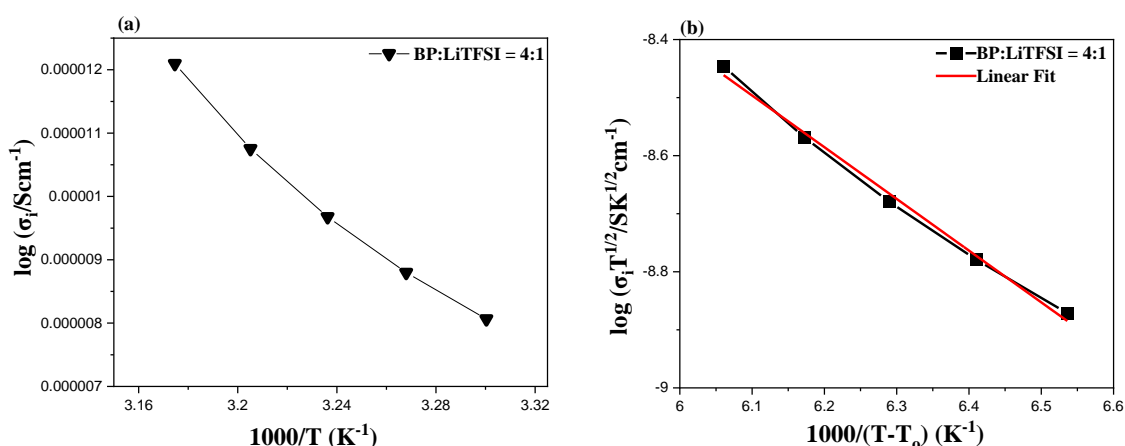 (a)
BP:LiTFSI = 4:1
0.000012
0.000011
0.00001
0.000009
0.000008
0.000007
log (σᵢ/Scm⁻¹)
3.16
3.20
3.24
3.28
3.32
1000/T (K⁻¹)
(b)
BP:LiTFSI = 4:1
Linear Fit
-8.4
-8.6
-8.8
-9
log (σᵢT¹/²/SK¹/²cm⁻¹)
6
6.1
6.2
6.3
6.4
6.5
6.6
1000/(T-Tₒ) (K⁻¹)